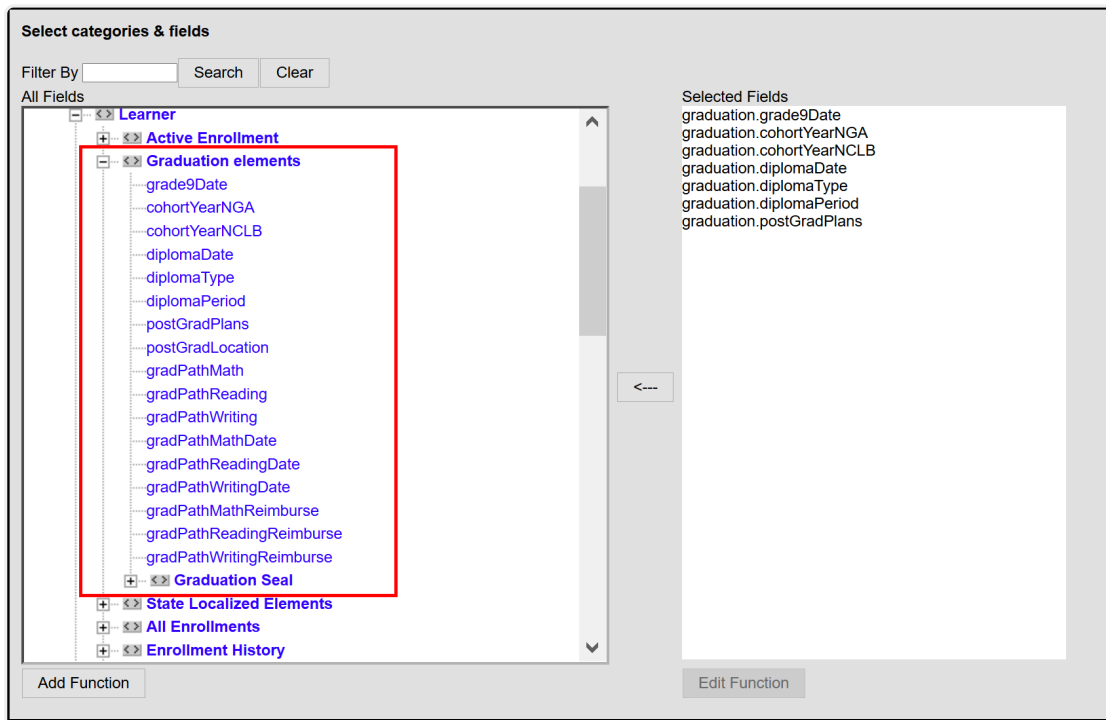 Select categories & fields
Filter By
Search
Clear
All Fields
Learner
Active Enrollment
Graduation elements
grade9Date
cohortYearNGA
cohortYearNCLB
diplomaDate
diplomaType
diplomaPeriod
postGradPlans
postGradLocation
gradPathMath
gradPathReading
gradPathWriting
gradPathMathDate
gradPathReadingDate
gradPathWritingDate
gradPathMathReimburse
gradPathReadingReimburse
gradPathWritingReimburse
Graduation Seal
State Localized Elements
All Enrollments
Enrollment History
Add Function
<---
Selected Fields
graduation.grade9Date
graduation.cohortYearNGA
graduation.cohortYearNCLB
graduation.diplomaDate
graduation.diplomaType
graduation.diplomaPeriod
graduation.postGradPlans
Edit Function